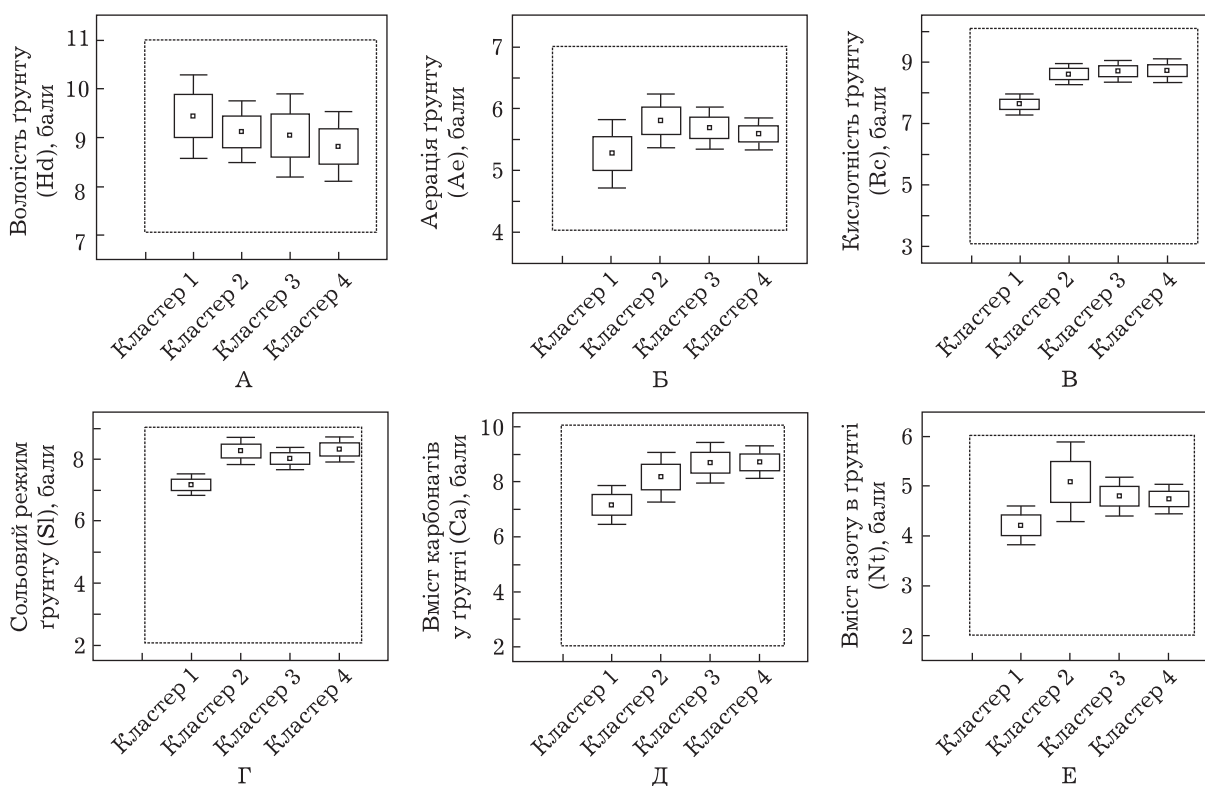 Вологість ґрунту
(Hd), бали
11
10
9
8
7
Кластер 1
Кластер 2
Кластер 3
Кластер 4
А
Аерація ґрунту
(Ae), бали
7
6
5
4
Кластер 1
Кластер 2
Кластер 3
Кластер 4
Б
Кислотність ґрунту
(Rc), бали
9
7
5
3
Кластер 1
Кластер 2
Кластер 3
Кластер 4
В
Сольовий режим
ґрунту (Sl), бали
8
6
4
2
Кластер 1
Кластер 2
Кластер 3
Кластер 4
Г
Вміст карбонатів
у ґрунті (Ca), бали
10
8
6
4
2
Кластер 1
Кластер 2
Кластер 3
Кластер 4
Д
Вміст азоту в ґрунті
(Nt), бали
6
5
4
3
2
Кластер 1
Кластер 2
Кластер 3
Кластер 4
Е